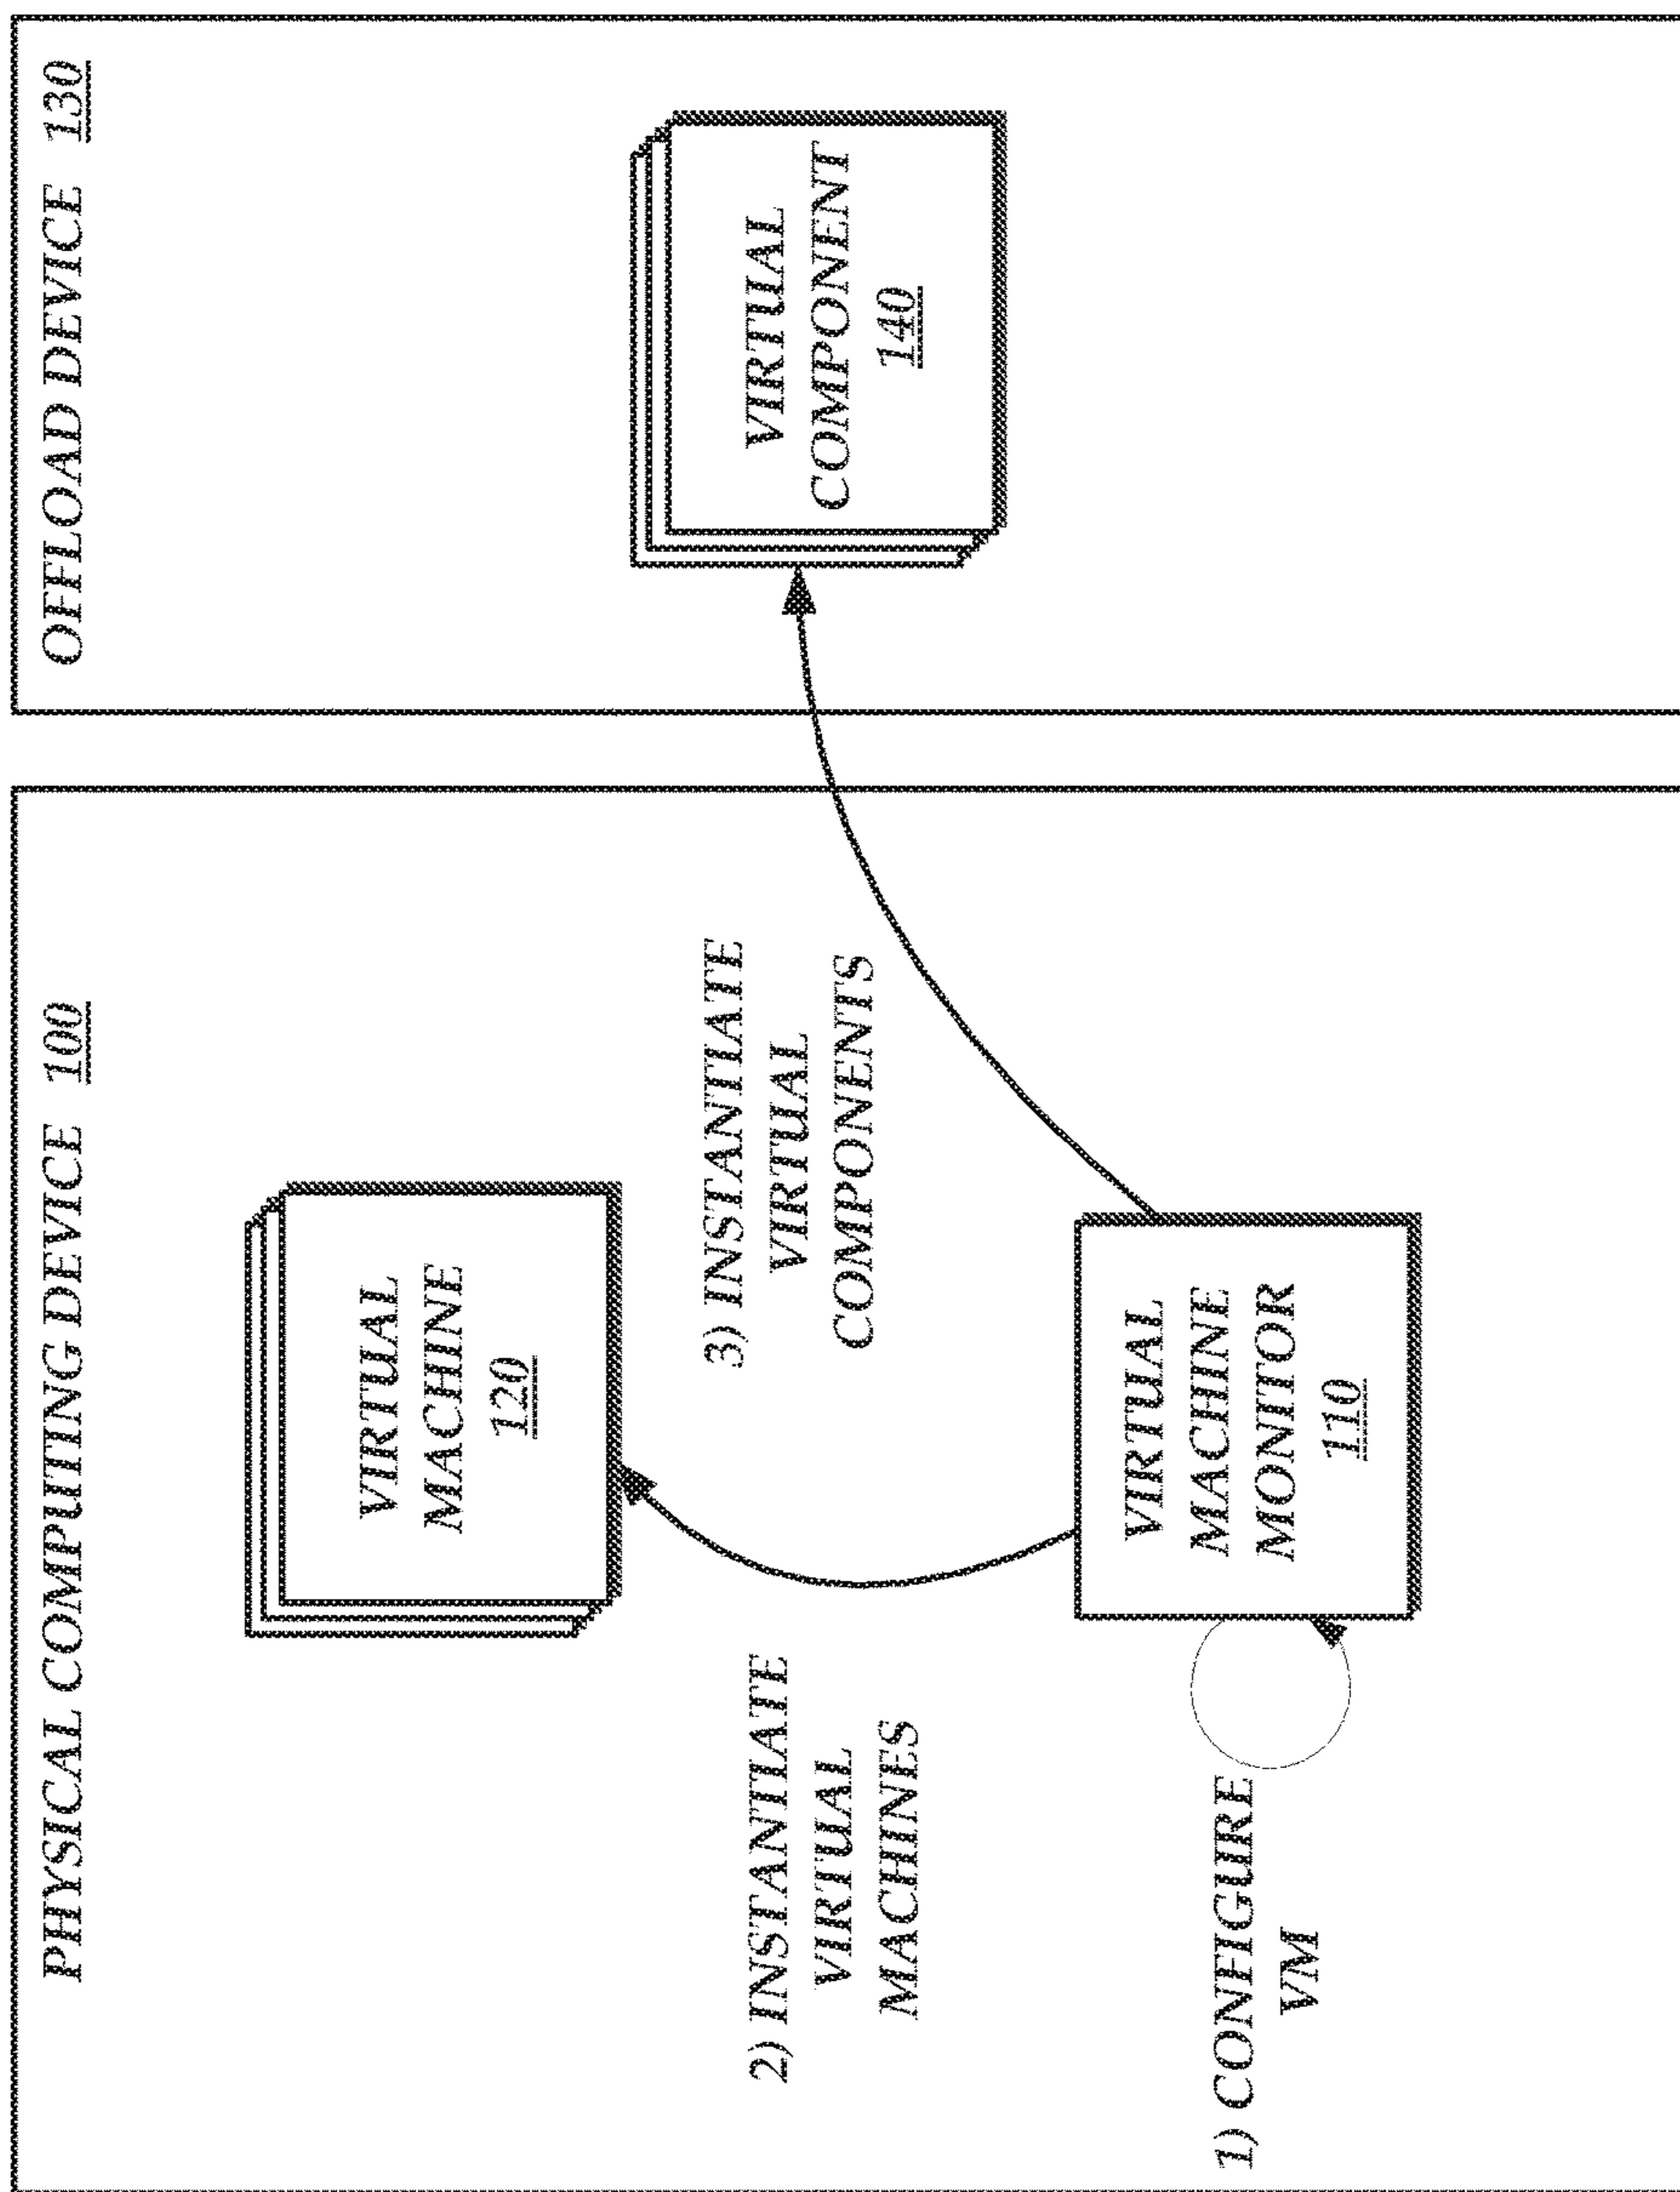 PHYSICAL COMPUTING DEVICE 100
VIRTUAL
MACHINE
120
2) INSTANTIATE
VIRTUAL
MACHINES
3) INSTANTIATE
VIRTUAL
COMPONENTS
1) CONFIGURE
VM
VIRTUAL
MACHINE
MONITOR
110
OFFLOAD DEVICE 130
VIRTUAL
COMPONENT
140